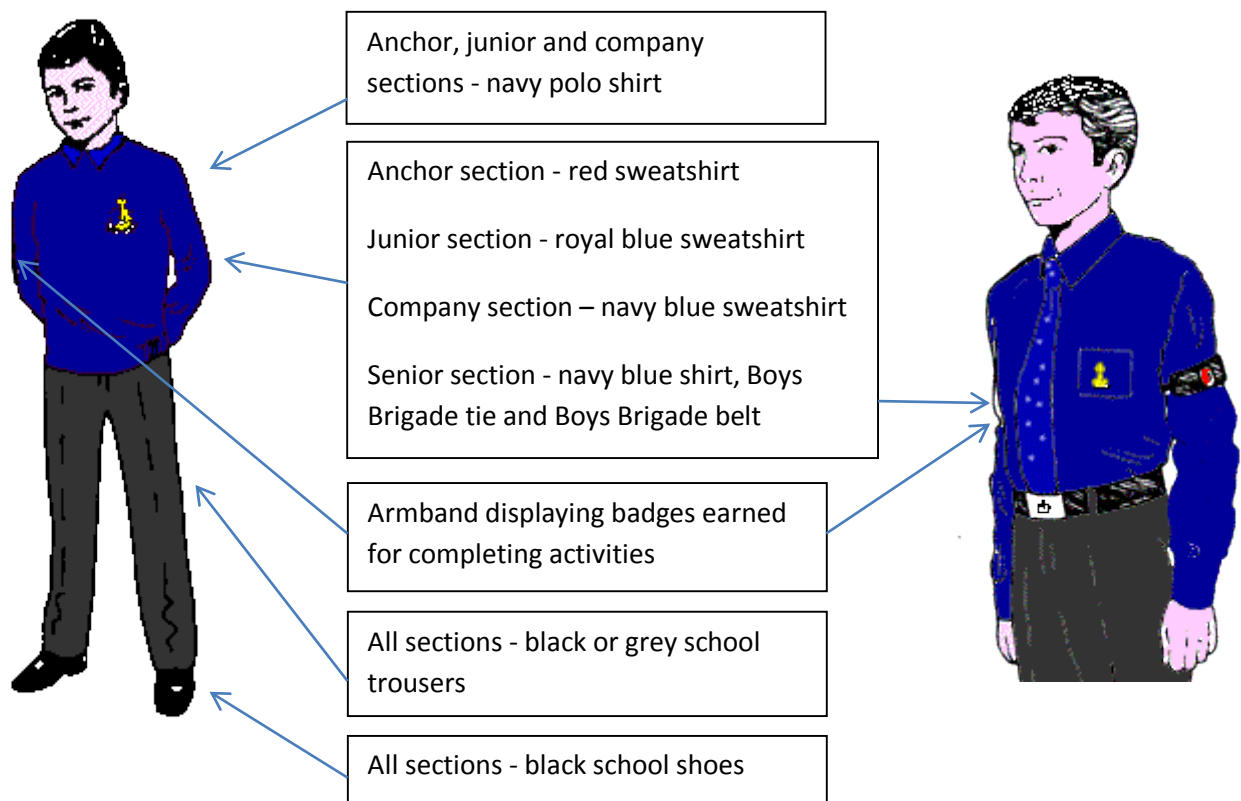 Anchor, junior and company
sections - navy polo shirt
Anchor section - red sweatshirt
Junior section - royal blue sweatshirt
Company section – navy blue sweatshirt
Senior section - navy blue shirt, Boys
Brigade tie and Boys Brigade belt
Armband displaying badges earned
for completing activities
All sections - black or grey school
trousers
All sections - black school shoes